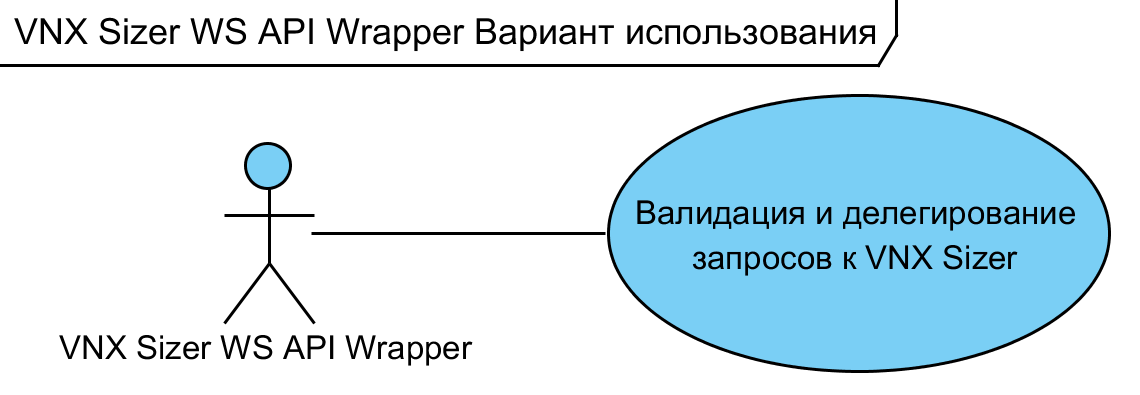 VNX Sizer WS API Wrapper Вариант использования
Валидация и делегирование
запросов к VNX Sizer
VNX Sizer WS API Wrapper